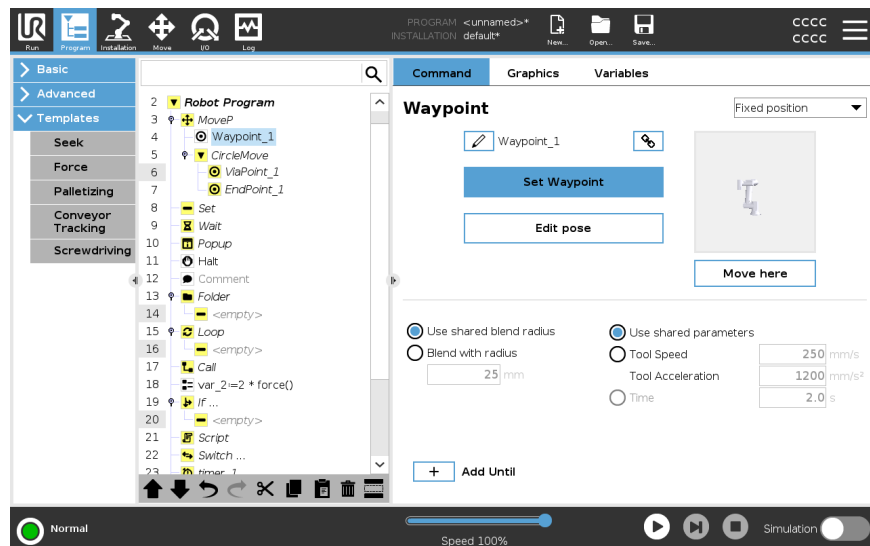 PROGRAM <unnamed>*
INSTALLATION default*
CCCC
CCCC
Run
Program
Installation
Move
I/O
Log
New...
Open...
Save...
Basic
Advanced
Templates
Seek
Force
Palletizing
Conveyor
Tracking
Screwdriving
2 Robot Program
3 MoveP
4 Waypoint_1
5 CircleMove
6 ViaPoint_1
7 EndPoint_1
8 Set
9 Wait
10 Popup
11 Halt
12 Comment
13 Folder
14 <empty>
15 Loop
16 <empty>
17 Call
18 var_2≔2 * force()
19 If ...
20 <empty>
21 Script
22 Switch ...
23 timer_1
Command Graphics Variables
Waypoint
Fixed position
Waypoint_1
Set Waypoint
Edit pose
Move here
Use shared blend radius
Blend with radius
25 mm
Use shared parameters
Tool Speed 250 mm/s
Tool Acceleration 1200 mm/s²
Time 2.0 s
+ Add Until
Normal
Speed 100%
Simulation